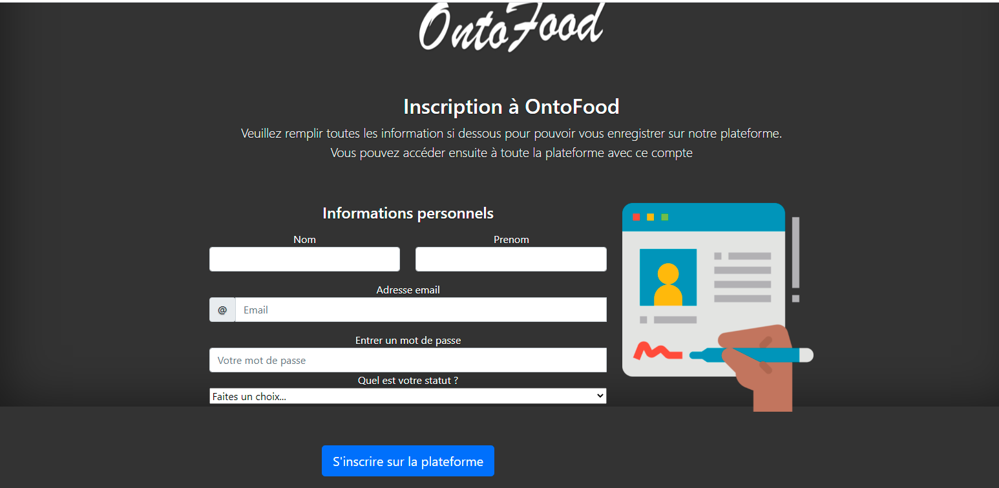 OntoFood
Inscription à OntoFood
Veuillez remplir toutes les information si dessous pour pouvoir vous enregistrer sur notre plateforme.
Vous pouvez accéder ensuite à toute la plateforme avec ce compte
Informations personnels
Nom
Prenom
Adresse email
@ Email
Entrer un mot de passe
Votre mot de passe
Quel est votre statut ?
Faites un choix...
S'inscrire sur la plateforme